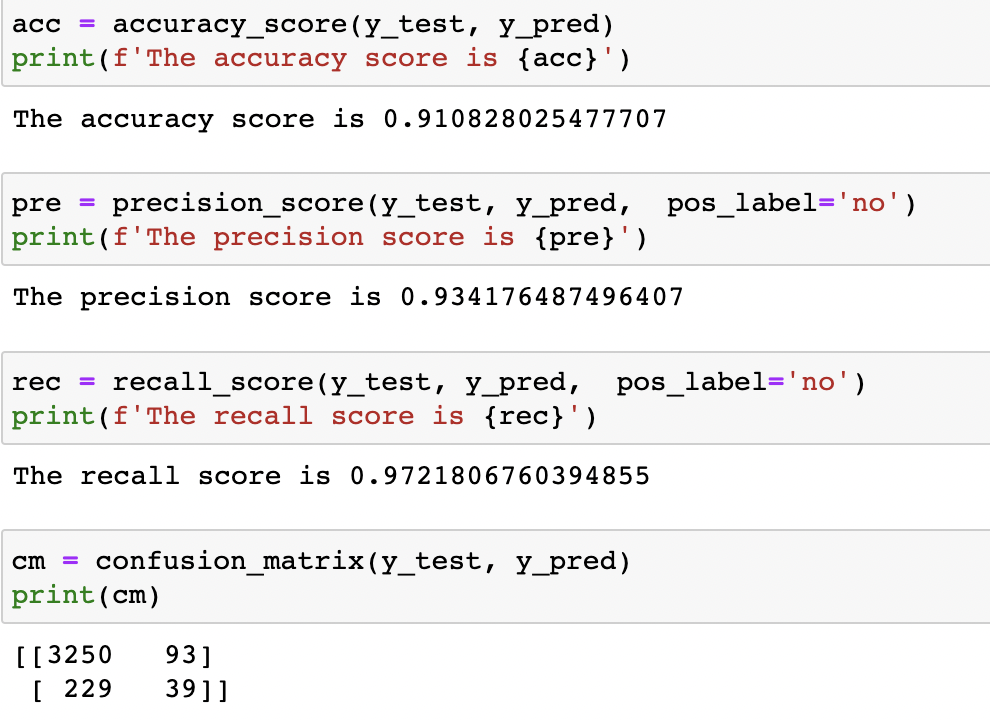 acc = accuracy_score(y_test, y_pred)
print(f'The accuracy score is {acc}')
The accuracy score is 0.910828025477707
pre = precision_score(y_test, y_pred,  pos_label='no')
print(f'The precision score is {pre}')
The precision score is 0.934176487496407
rec = recall_score(y_test, y_pred,  pos_label='no')
print(f'The recall score is {rec}')
The recall score is 0.9721806760394855
cm = confusion_matrix(y_test, y_pred)
print(cm)
[[3250   93]
 [ 229   39]]